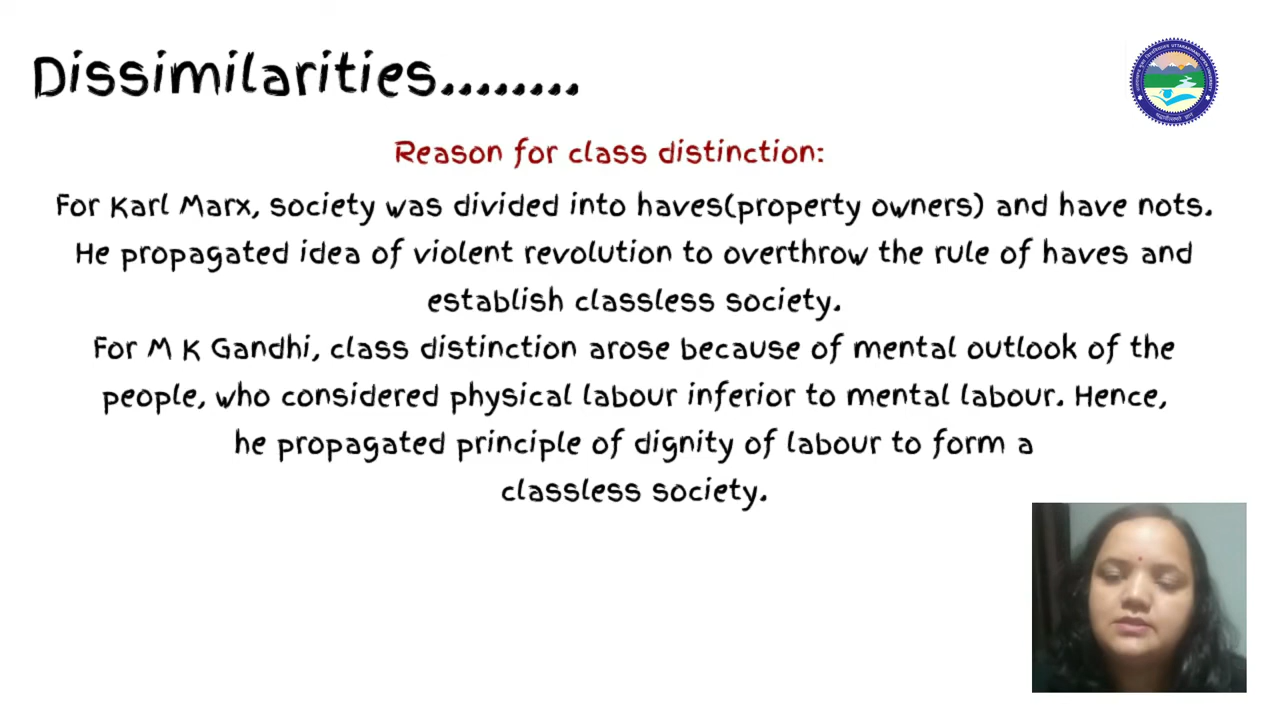 Dissimilarities........
Reason for class distinction:
For Karl Marx, society was divided into haves(property owners) and have nots.
He propagated idea of violent revolution to overthrow the rule of haves and
establish classless society.
For M K Gandhi, class distinction arose because of mental outlook of the
people, who considered physical labour inferior to mental labour. Hence,
he propagated principle of dignity of labour to form a
classless society.